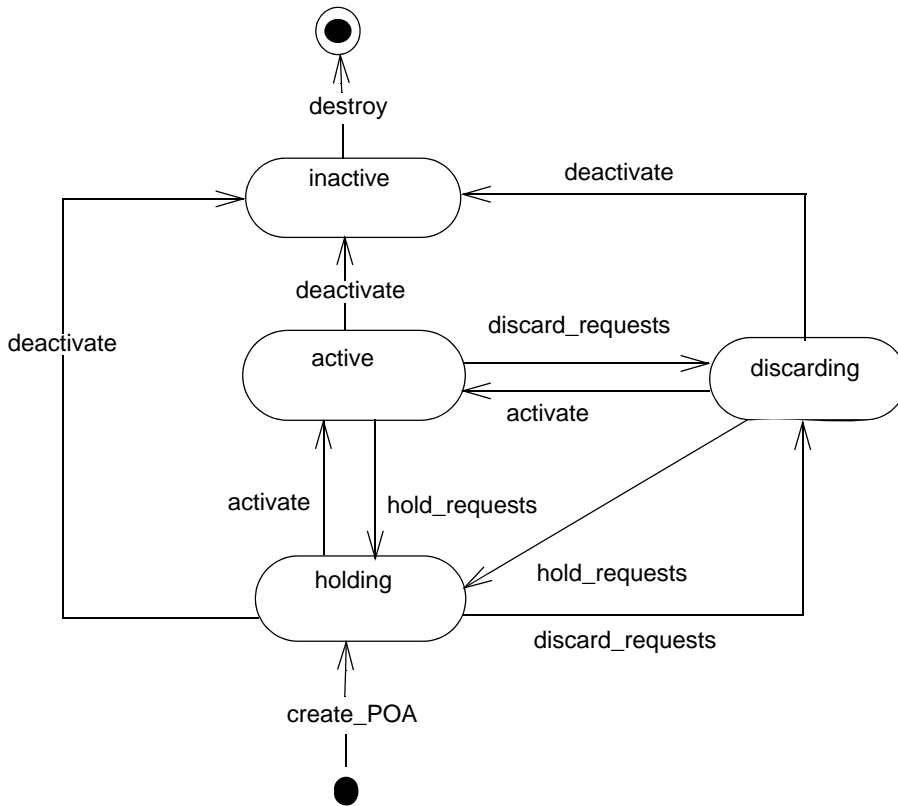 destroy
inactive
deactivate
deactivate
discard_requests
deactivate
active
discarding
activate
activate
hold_requests
holding
hold_requests
discard_requests
create_POA